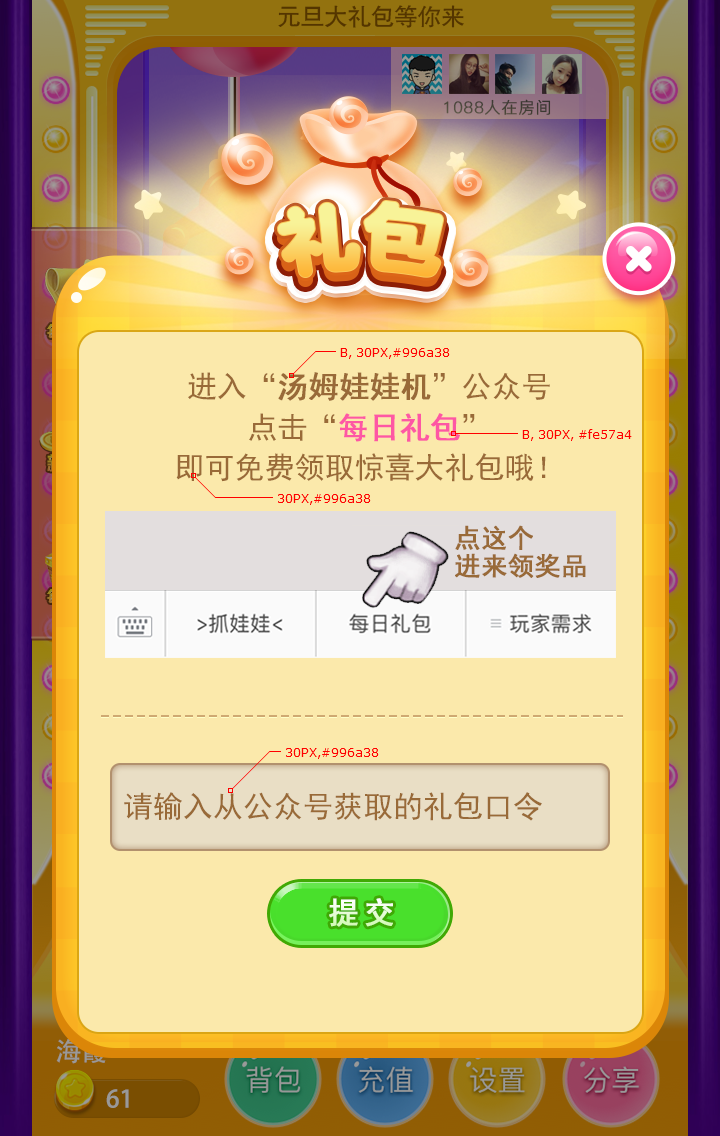 元旦大礼包等你来
1088人在房间
礼包
B, 30PX,#996a38
进入“汤姆娃娃机”公众号
点击“每日礼包”
B, 30PX, #fe57a4
即可免费领取惊喜大礼包哦！
30PX,#996a38
点这个
进来领奖品
>抓娃娃<
每日礼包
≡ 玩家需求
30PX,#996a38
请输入从公众号获取的礼包口令
提交
海霞
61
背包
充值
设置
分享